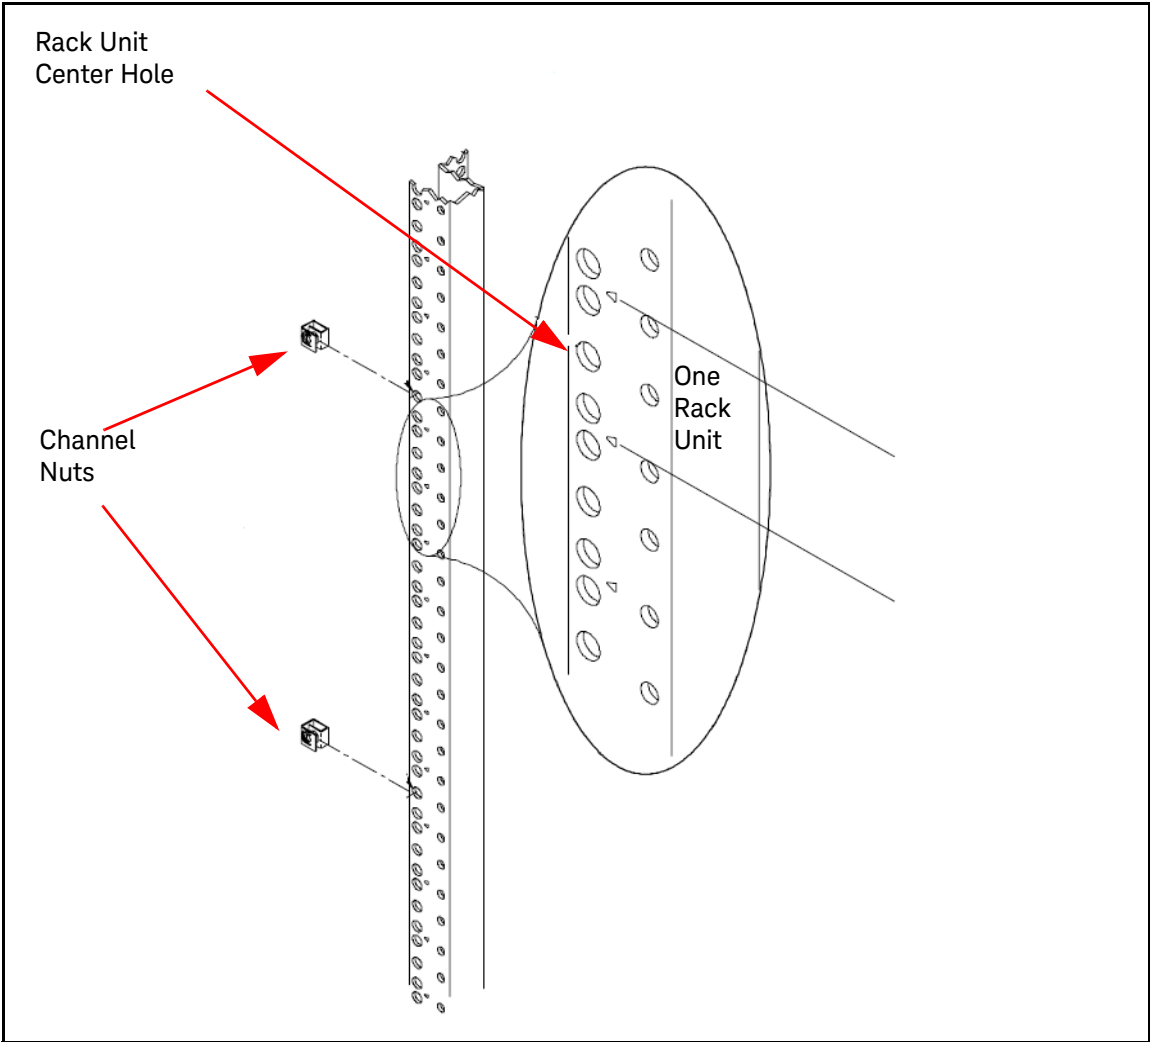 Rack Unit
Center Hole
One
Rack
Unit
Channel
Nuts